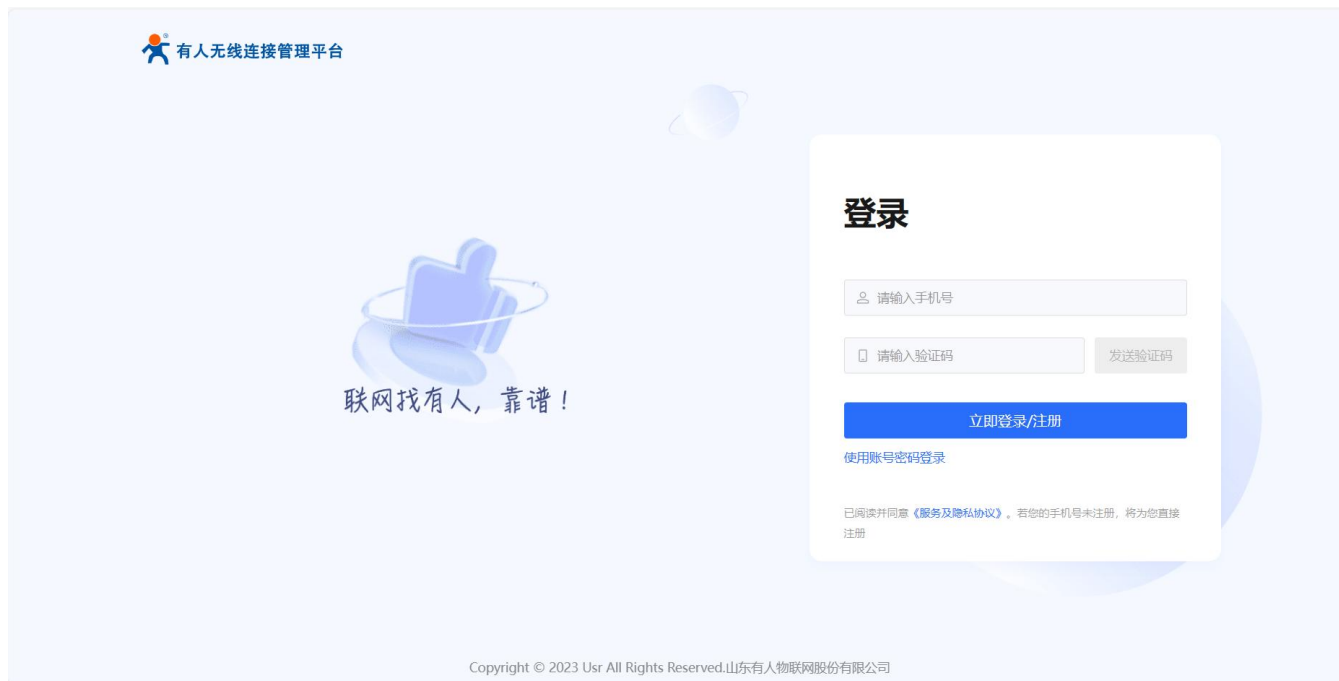 有人无线连接管理平台
登录
请输入手机号
请输入验证码
发送验证码
联网找有人，靠谱！
立即登录/注册
使用账号密码登录
已阅读并同意《服务及隐私协议》。若您的手机号未注册，将为您直接
注册
Copyright © 2023 Usr All Rights Reserved.山东有人物联网股份有限公司